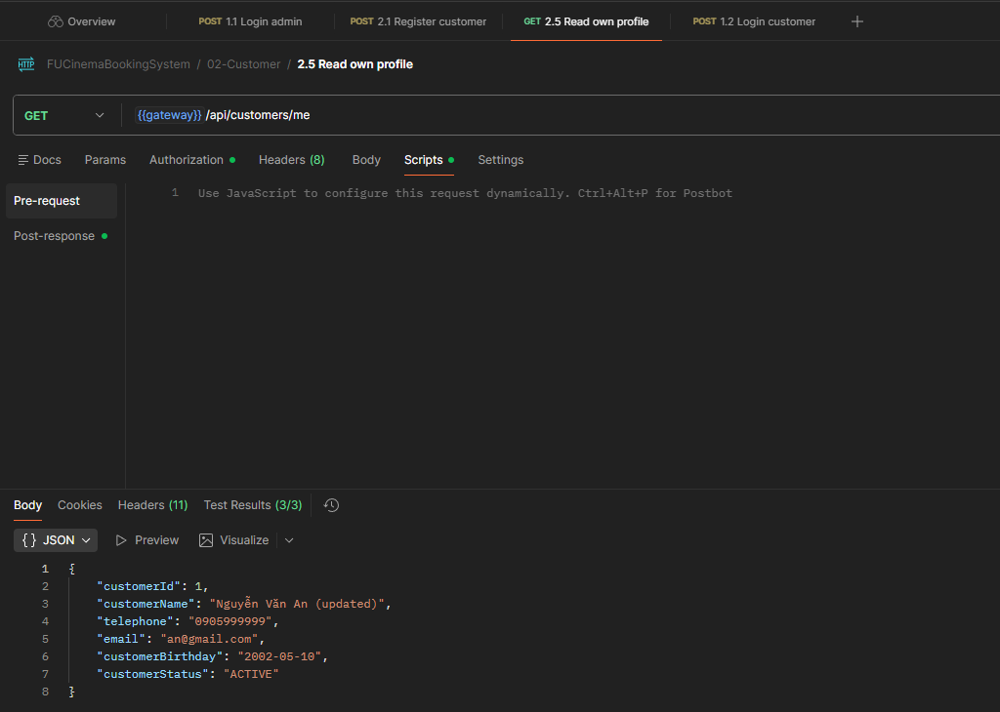 Overview POST 1.1 Login admin POST 2.1 Register customer GET 2.5 Read own profile POST 1.2 Login customer
HTTP FUCinemaBookingSystem / 02-Customer / 2.5 Read own profile
GET {{gateway}} /api/customers/me
Docs Params Authorization Headers (8) Body Scripts Settings
Pre-request
Post-response
1 Use JavaScript to configure this request dynamically. Ctrl+Alt+P for Postbot
Body Cookies Headers (11) Test Results (3/3)
{} JSON Preview Visualize
1 {
2 "customerId": 1,
3 "customerName": "Nguyễn Văn An (updated)",
4 "telephone": "0905999999",
5 "email": "an@gmail.com",
6 "customerBirthday": "2002-05-10",
7 "customerStatus": "ACTIVE"
8 }